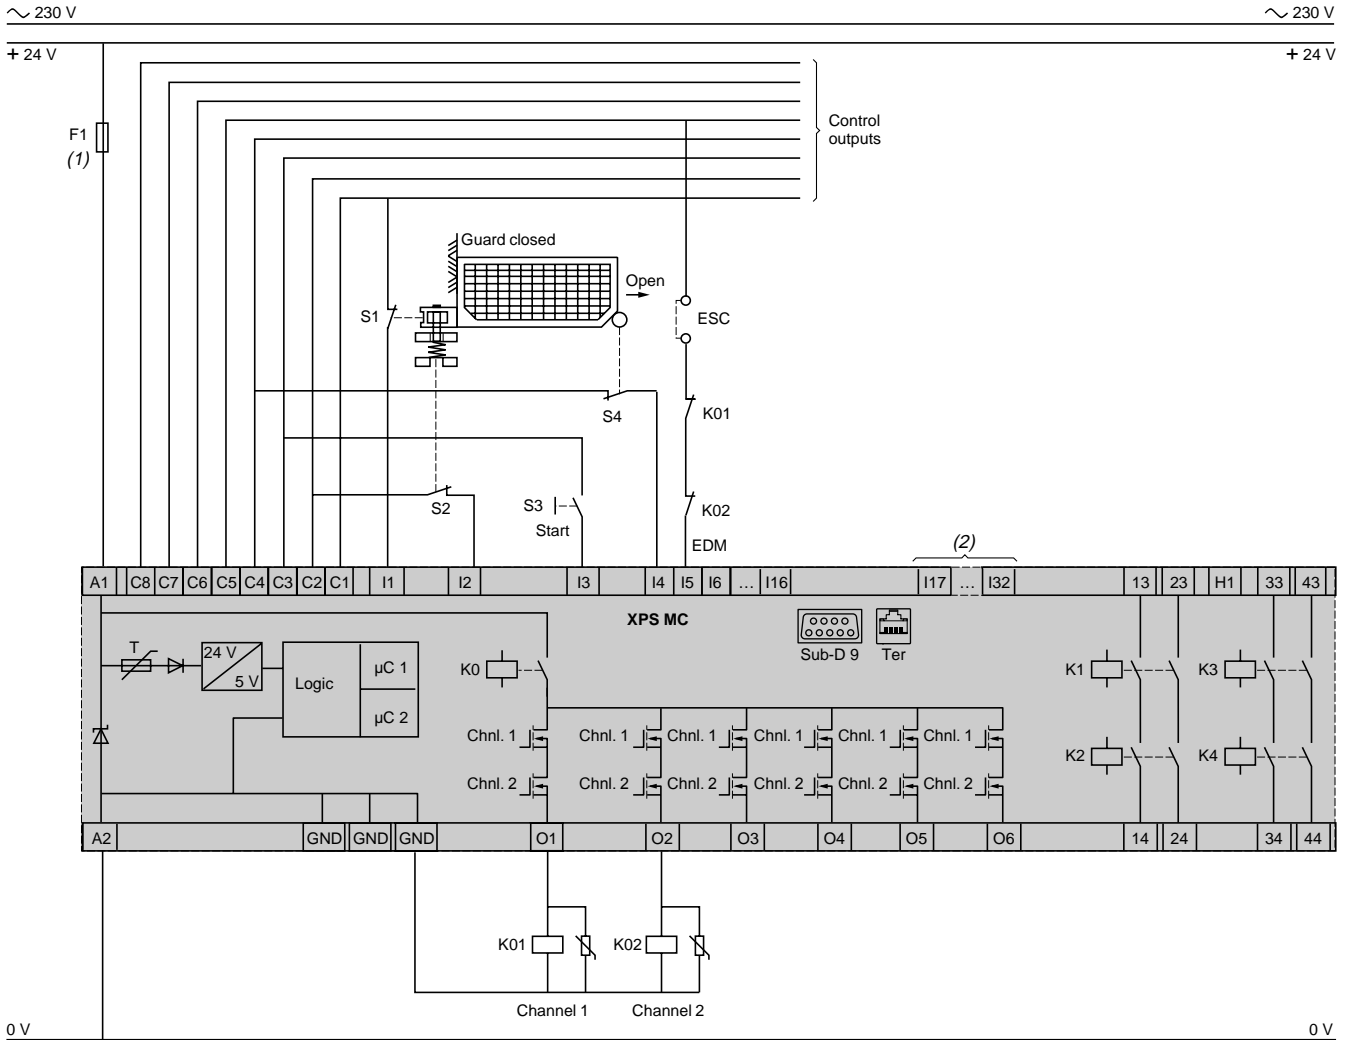 230 V
230 V
+ 24 V
+ 24 V
F1
(1)
Control
outputs
Guard closed
Open
S1
ESC
S4
K01
S2
S3
Start
K02
EDM
(2)
A1 C8 C7 C6 C5 C4 C3 C2 C1 I1 I2 I3 I4 I5 I6 ... I16 I17 ... I32 13 23 H1 33 43
XPS MC
Sub-D 9 Ter
T
24 V
5 V
Logic
µC 1
µC 2
K0
K1
K3
Chnl. 1 Chnl. 1 Chnl. 1 Chnl. 1 Chnl. 1 Chnl. 1
K2
K4
Chnl. 2 Chnl. 2 Chnl. 2 Chnl. 2 Chnl. 2 Chnl. 2
A2 GND GND GND O1 O2 O3 O4 O5 O6 14 24 34 44
K01
K02
Channel 1
Channel 2
0 V
0 V